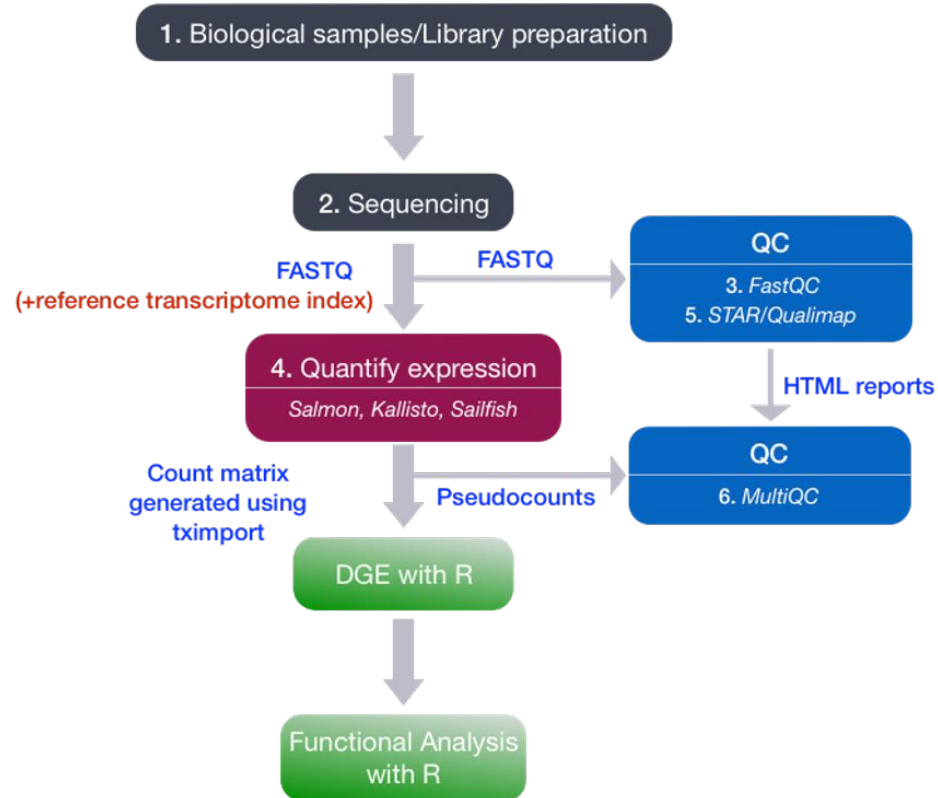 1. Biological samples/Library preparation
2. Sequencing
FASTQ
(+reference transcriptome index)
FASTQ
QC
3. FastQC
5. STAR/Qualimap
4. Quantify expression
Salmon, Kallisto, Sailfish
HTML reports
QC
6. MultiQC
Count matrix
generated using
tximport
Pseudocounts
DGE with R
Functional Analysis
with R